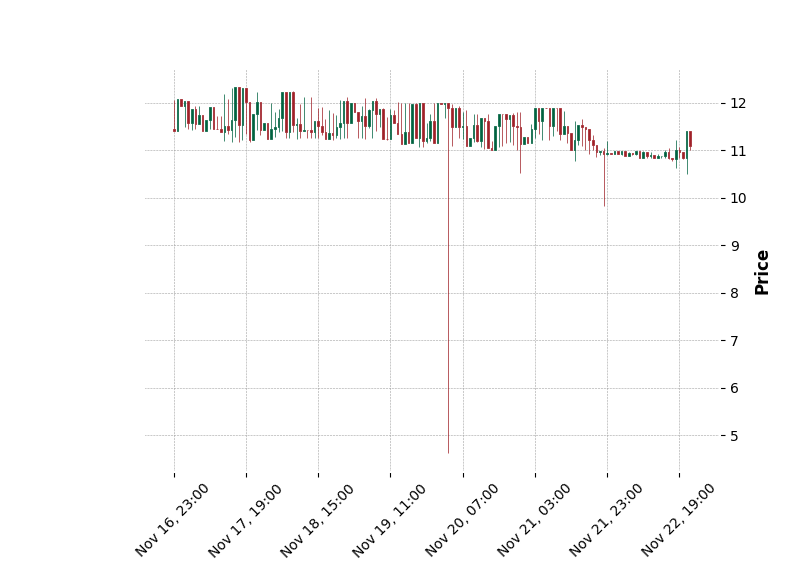 12
11
10
9
8
7
6
5
Price
Nov 16, 23:00
Nov 17, 19:00
Nov 18, 15:00
Nov 19, 11:00
Nov 20, 07:00
Nov 21, 03:00
Nov 21, 23:00
Nov 22, 19:00